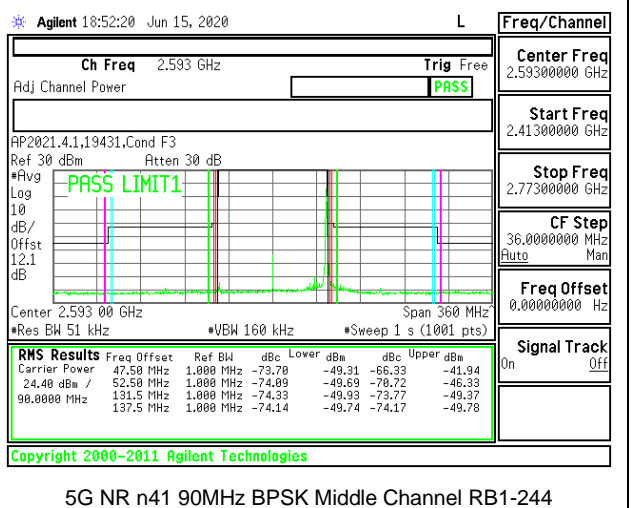 Agilent 18:52:20 Jun 15, 2020 L
Ch Freq 2.593 GHz Trig Free
Adj Channel Power PASS
AP2021.4.1,19431,Cond F3
Ref 30 dBm Atten 30 dB
#Avg
Log
10
dB/
Offst
12.1
dB
PASS LIMIT1
Center 2.593 00 GHz Span 360 MHz^
#Res BW 51 kHz #VBW 160 kHz #Sweep 1 s (1001 pts)
RMS Results Freq Offset Ref BW dBc Lower dBm dBc Upper dBm
Carrier Power 47.50 MHz 1.000 MHz -73.70 -49.31 -66.33 -41.94
24.40 dBm / 52.50 MHz 1.000 MHz -74.09 -49.69 -70.72 -46.33
90.0000 MHz 131.5 MHz 1.000 MHz -74.33 -49.93 -73.77 -49.37
137.5 MHz 1.000 MHz -74.14 -49.74 -74.17 -49.78
Copyright 2000-2011 Agilent Technologies
Freq/Channel
Center Freq
2.59300000 GHz
Start Freq
2.41300000 GHz
Stop Freq
2.77300000 GHz
CF Step
36.0000000 MHz
Auto Man
Freq Offset
0.00000000 Hz
Signal Track
On Off
5G NR n41 90MHz BPSK Middle Channel RB1-244